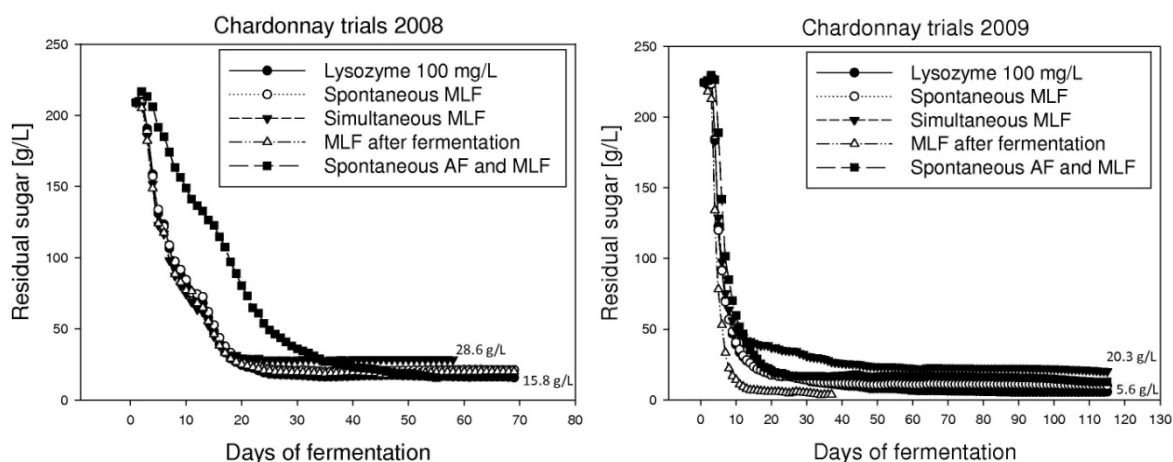 Chardonnay trials 2008
250
200
150
100
50
0
Residual sugar [g/L]
Lysozyme 100 mg/L
Spontaneous MLF
Simultaneous MLF
MLF after fermentation
Spontaneous AF and MLF
28.6 g/L
15.8 g/L
0 10 20 30 40 50 60 70 80
Days of fermentation
Chardonnay trials 2009
250
200
150
100
50
0
Residual sugar [g/L]
Lysozyme 100 mg/L
Spontaneous MLF
Simultaneous MLF
MLF after fermentation
Spontaneous AF and MLF
20.3 g/L
5.6 g/L
0 10 20 30 40 50 60 70 80 90 100 110 120 130
Days of fermentation